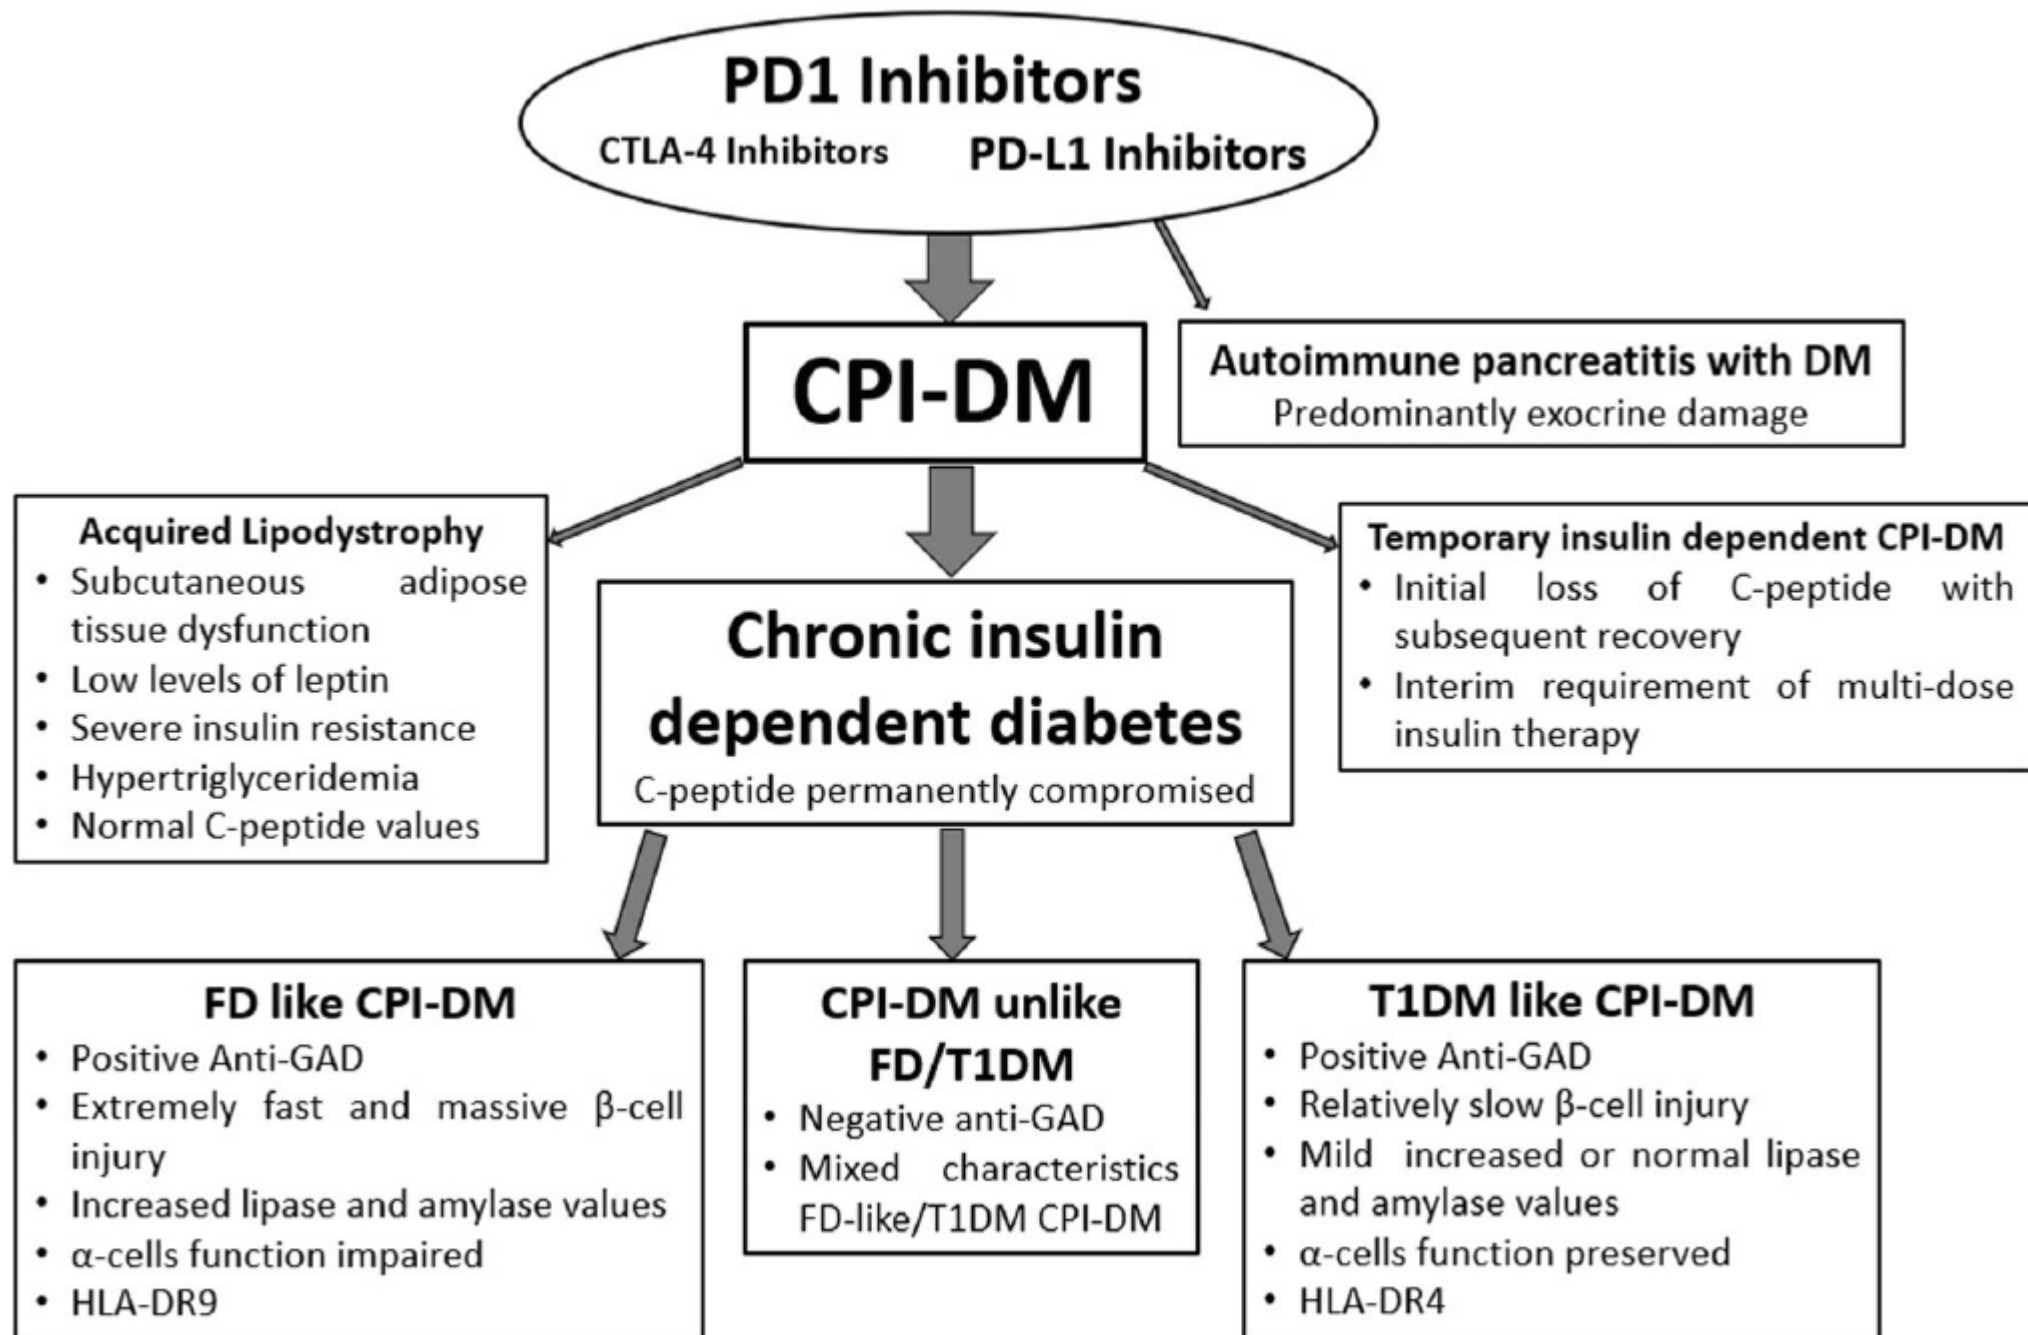 PD1 Inhibitors
CTLA-4 Inhibitors PD-L1 Inhibitors
CPI-DM
Autoimmune pancreatitis with DM
Predominantly exocrine damage
Acquired Lipodystrophy
• Subcutaneous adipose
tissue dysfunction
• Low levels of leptin
• Severe insulin resistance
• Hypertriglyceridemia
• Normal C-peptide values
Chronic insulin
dependent diabetes
C-peptide permanently compromised
Temporary insulin dependent CPI-DM
• Initial loss of C-peptide with
subsequent recovery
• Interim requirement of multi-dose
insulin therapy
FD like CPI-DM
• Positive Anti-GAD
• Extremely fast and massive β-cell
injury
• Increased lipase and amylase values
• α-cells function impaired
• HLA-DR9
CPI-DM unlike
FD/T1DM
• Negative anti-GAD
• Mixed characteristics
FD-like/T1DM CPI-DM
T1DM like CPI-DM
• Positive Anti-GAD
• Relatively slow β-cell injury
• Mild increased or normal lipase
and amylase values
• α-cells function preserved
• HLA-DR4